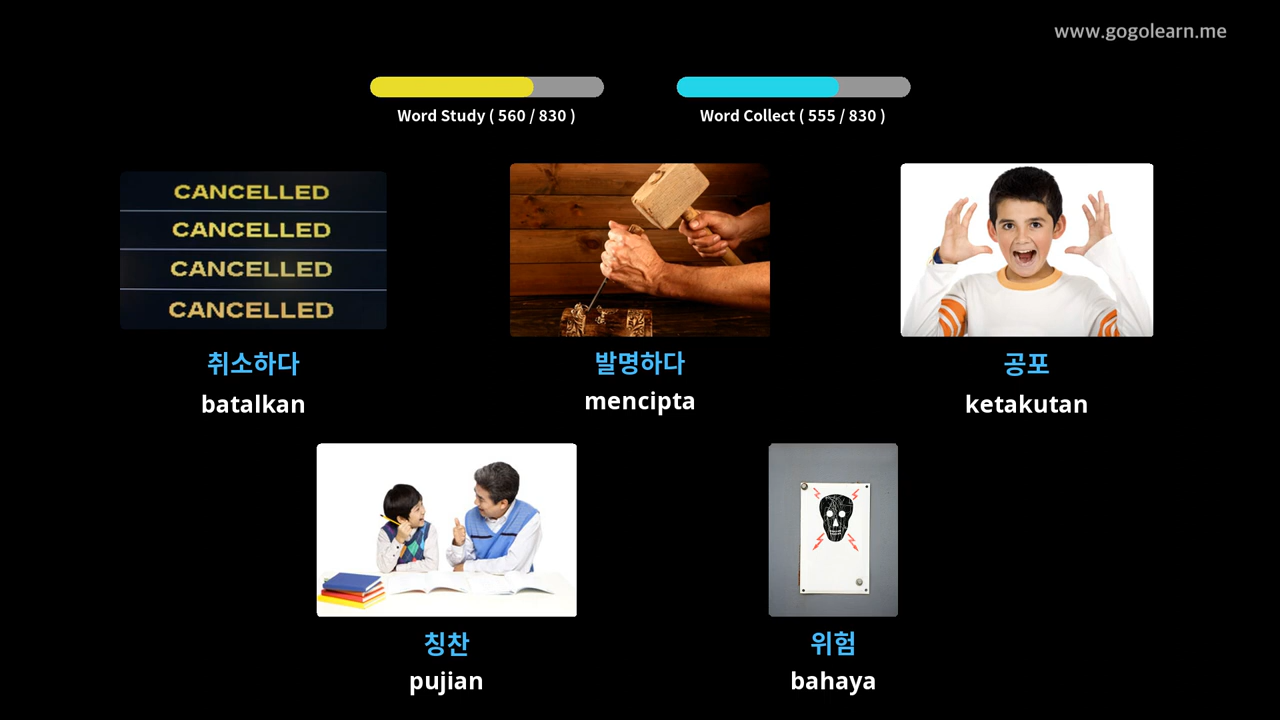 www.gogolearn.me
Word Study ( 560 / 830 )
Word Collect ( 555 / 830 )
CANCELLED
CANCELLED
CANCELLED
CANCELLED
취소하다
batalkan
발명하다
mencipta
공포
ketakutan
칭찬
pujian
위험
bahaya